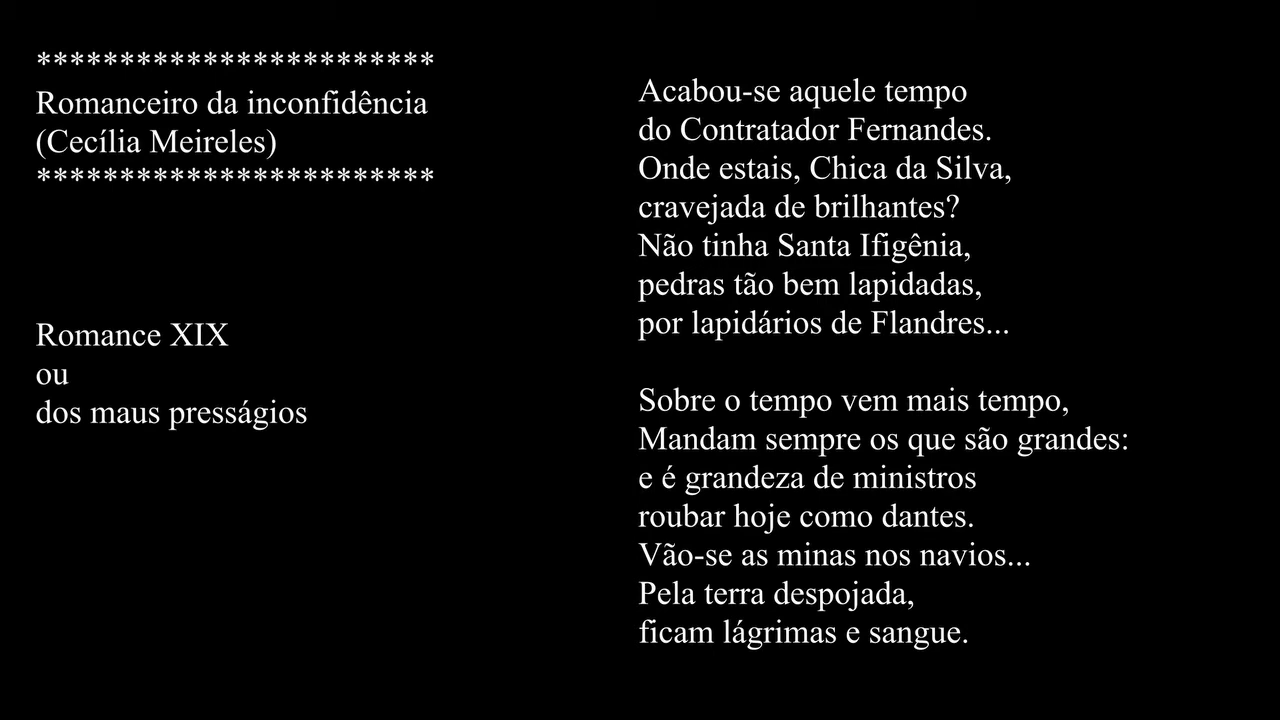 ************************
Romanceiro da inconfidência
(Cecília Meireles)
************************
Romance XIX
ou
dos maus presságios
Acabou-se aquele tempo
do Contratador Fernandes.
Onde estais, Chica da Silva,
cravejada de brilhantes?
Não tinha Santa Ifigênia,
pedras tão bem lapidadas,
por lapidários de Flandres...
Sobre o tempo vem mais tempo,
Mandam sempre os que são grandes:
e é grandeza de ministros
roubar hoje como dantes.
Vão-se as minas nos navios...
Pela terra despojada,
ficam lágrimas e sangue.